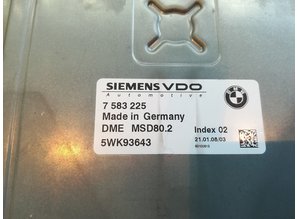 SIEMENS VDO
Automotive
7 583 225
Made in Germany
DME MSD80.2
Index 02
5WK93643
21.01.08/03